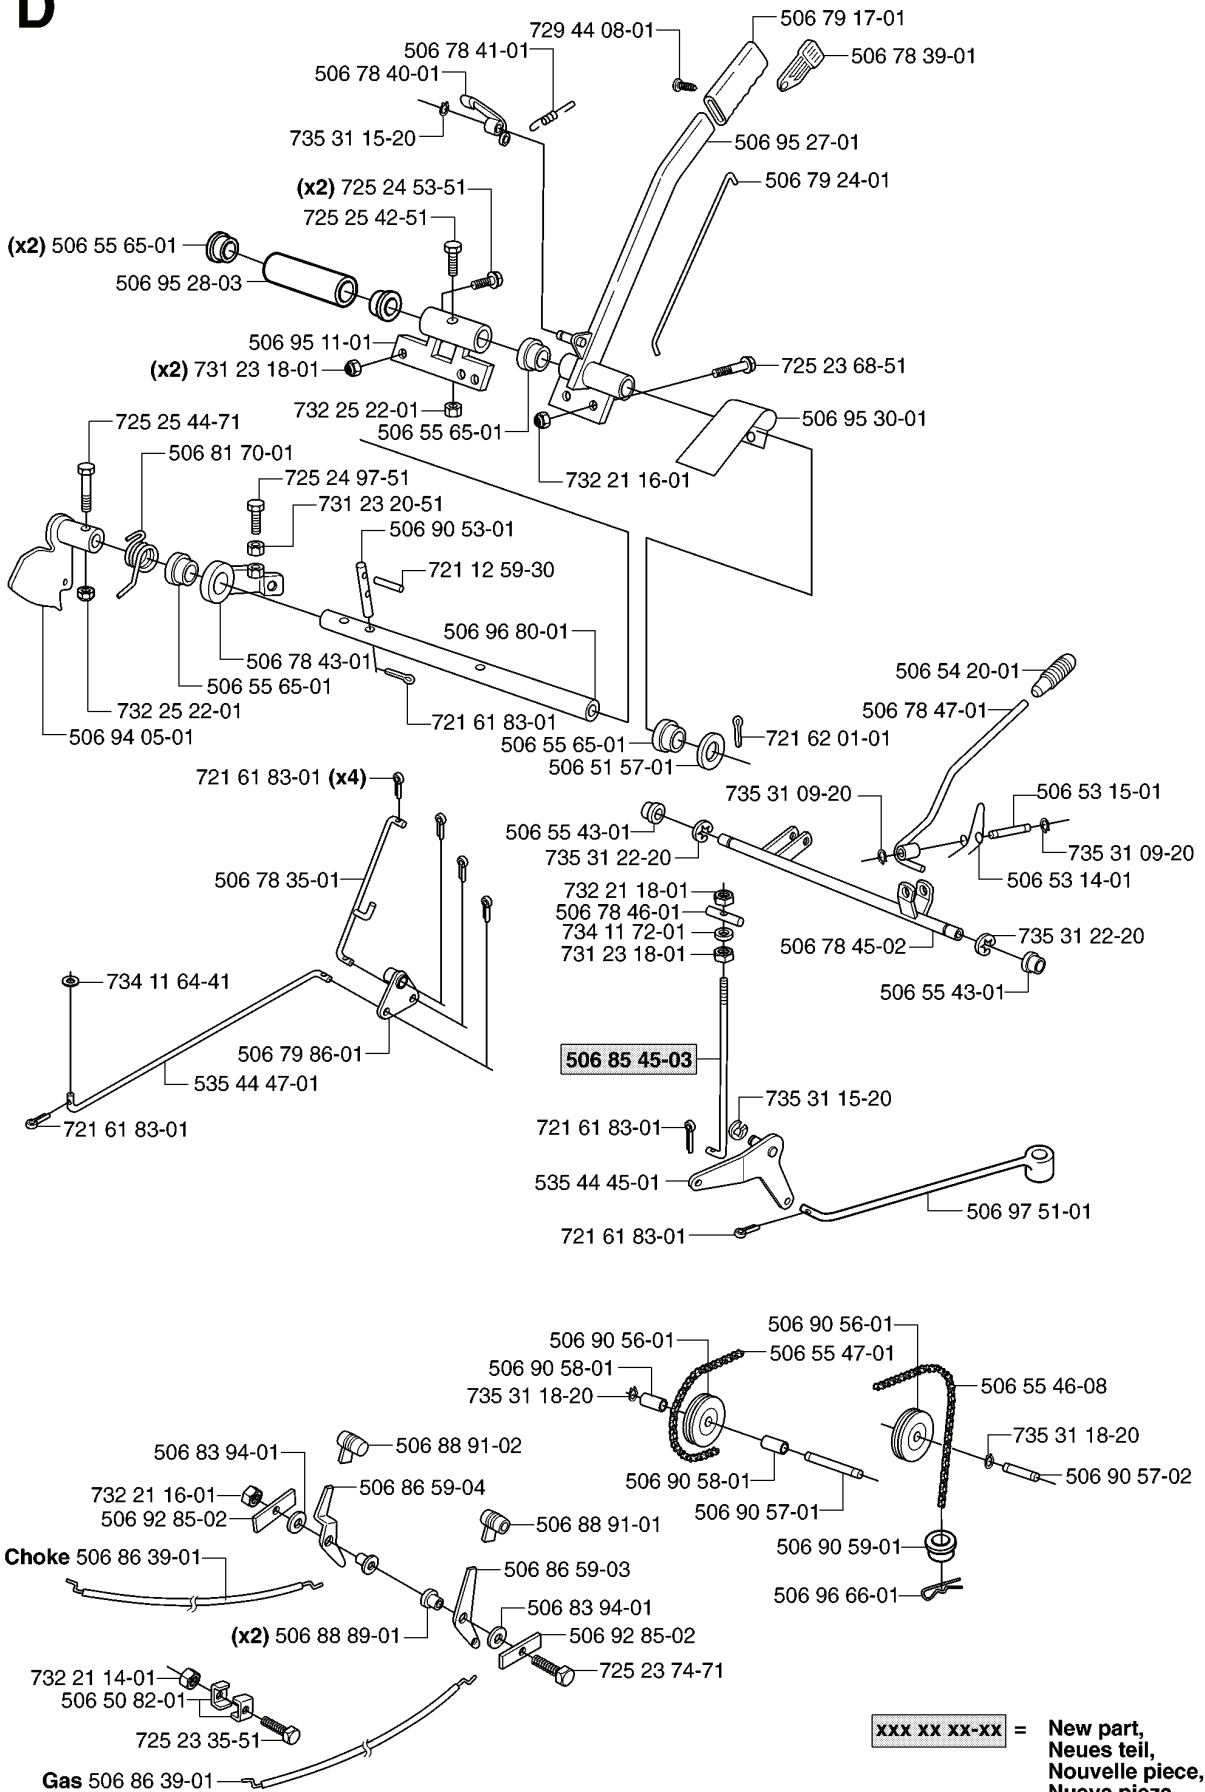 D
506 79 17-01
729 44 08-01
506 78 41-01
506 78 39-01
506 78 40-01
735 31 15-20
506 95 27-01
506 79 24-01
(x2) 725 24 53-51
725 25 42-51
(x2) 506 55 65-01
506 95 28-03
506 95 11-01
(x2) 731 23 18-01
725 23 68-51
732 25 22-01
506 55 65-01
506 95 30-01
725 25 44-71
506 81 70-01
732 21 16-01
725 24 97-51
731 23 20-51
506 90 53-01
721 12 59-30
506 96 80-01
506 78 43-01
506 55 65-01
732 25 22-01
506 94 05-01
721 61 83-01
506 55 65-01
506 51 57-01
721 62 01-01
506 54 20-01
506 78 47-01
721 61 83-01 (x4)
735 31 09-20
506 53 15-01
506 55 43-01
735 31 22-20
735 31 09-20
506 53 14-01
506 78 35-01
732 21 18-01
506 78 46-01
734 11 72-01
731 23 18-01
506 78 45-02
735 31 22-20
506 55 43-01
734 11 64-41
506 79 86-01
535 44 47-01
721 61 83-01
506 85 45-03
735 31 15-20
721 61 83-01
535 44 45-01
506 97 51-01
721 61 83-01
506 90 56-01
506 90 56-01
506 55 47-01
506 90 58-01
735 31 18-20
506 55 46-08
735 31 18-20
506 90 57-02
506 90 58-01
506 90 57-01
506 90 59-01
506 96 66-01
506 83 94-01
506 88 91-02
732 21 16-01
506 92 85-02
506 86 59-04
506 88 91-01
Choke 506 86 39-01
506 86 59-03
506 83 94-01
(x2) 506 88 89-01
506 92 85-02
725 23 74-71
732 21 14-01
506 50 82-01
725 23 35-51
Gas 506 86 39-01
xxx xx xx-xx = New part,
Neues teil,
Nouvelle piece,